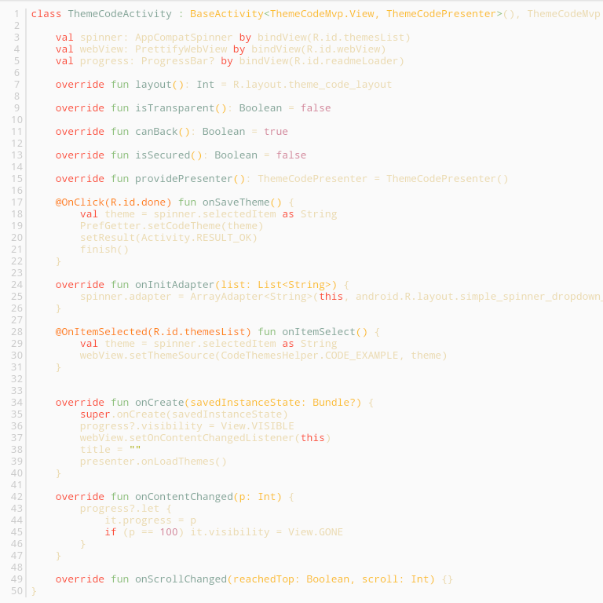 1 class ThemeCodeActivity : BaseActivity<ThemeCodeMvp.View, ThemeCodePresenter>(), ThemeCodeMvp
2
3 val spinner: AppCompatSpinner by bindView(R.id.themesList)
4 val webView: PrettifyWebView by bindView(R.id.webView)
5 val progress: ProgressBar? by bindView(R.id.readmeLoader)
6
7 override fun layout(): Int = R.layout.theme_code_layout
8
9 override fun isTransparent(): Boolean = false
10
11 override fun canBack(): Boolean = true
12
13 override fun isSecured(): Boolean = false
14
15 override fun providePresenter(): ThemeCodePresenter = ThemeCodePresenter()
16
17 @OnClick(R.id.done) fun onSaveTheme() {
18 val theme = spinner.selectedItem as String
19 PrefGetter.setCodeTheme(theme)
20 setResult(Activity.RESULT_OK)
21 finish()
22 }
23
24 override fun onInitAdapter(list: List<String>) {
25 spinner.adapter = ArrayAdapter<String>(this, android.R.layout.simple_spinner_dropdown_
26 }
27
28 @OnItemSelected(R.id.themesList) fun onItemSelect() {
29 val theme = spinner.selectedItem as String
30 webView.setThemeSource(CodeThemesHelper.CODE_EXAMPLE, theme)
31 }
32
33
34 override fun onCreate(savedInstanceState: Bundle?) {
35 super.onCreate(savedInstanceState)
36 progress?.visibility = View.VISIBLE
37 webView.setOnContentChangedListener(this)
38 title = ""
39 presenter.onLoadThemes()
40 }
41
42 override fun onContentChanged(p: Int) {
43 progress?.let {
44 it.progress = p
45 if (p == 100) it.visibility = View.GONE
46 }
47 }
48
49 override fun onScrollChanged(reachedTop: Boolean, scroll: Int) {}
50 }